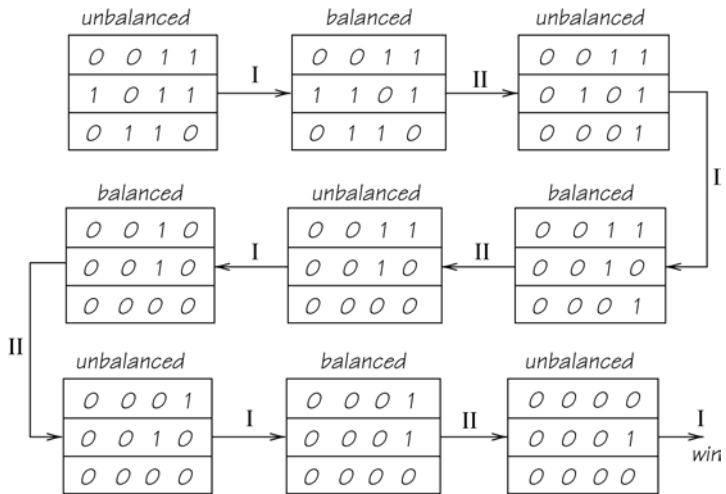 unbalanced balanced unbalanced
0 0 1 1 0 0 1 1 0 0 1 1
1 0 1 1 I 1 1 0 1 II 0 1 0 1
0 1 1 0 0 1 1 0 0 0 0 1
balanced unbalanced balanced
0 0 1 0 0 0 1 1 0 0 1 1
0 0 1 0 I 0 0 1 0 II 0 0 1 0
0 0 0 0 0 0 0 0 0 0 0 1
II
unbalanced balanced unbalanced
0 0 0 1 0 0 0 1 0 0 0 0
0 0 1 0 I 0 0 0 1 II 0 0 0 1 I
0 0 0 0 0 0 0 0 0 0 0 0
win